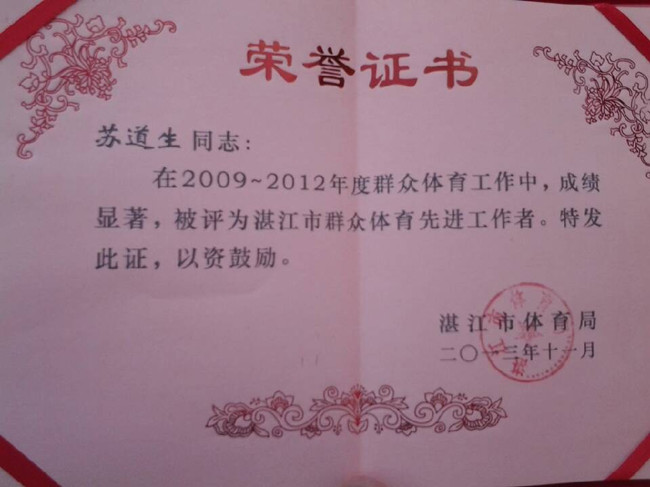 荣誉证书
苏道生同志：
在2009~2012年度群众体育工作中，成绩
显著，被评为湛江市群众体育先进工作者。特发
此证，以资鼓励。
湛江市体育局
二〇一三年十一月